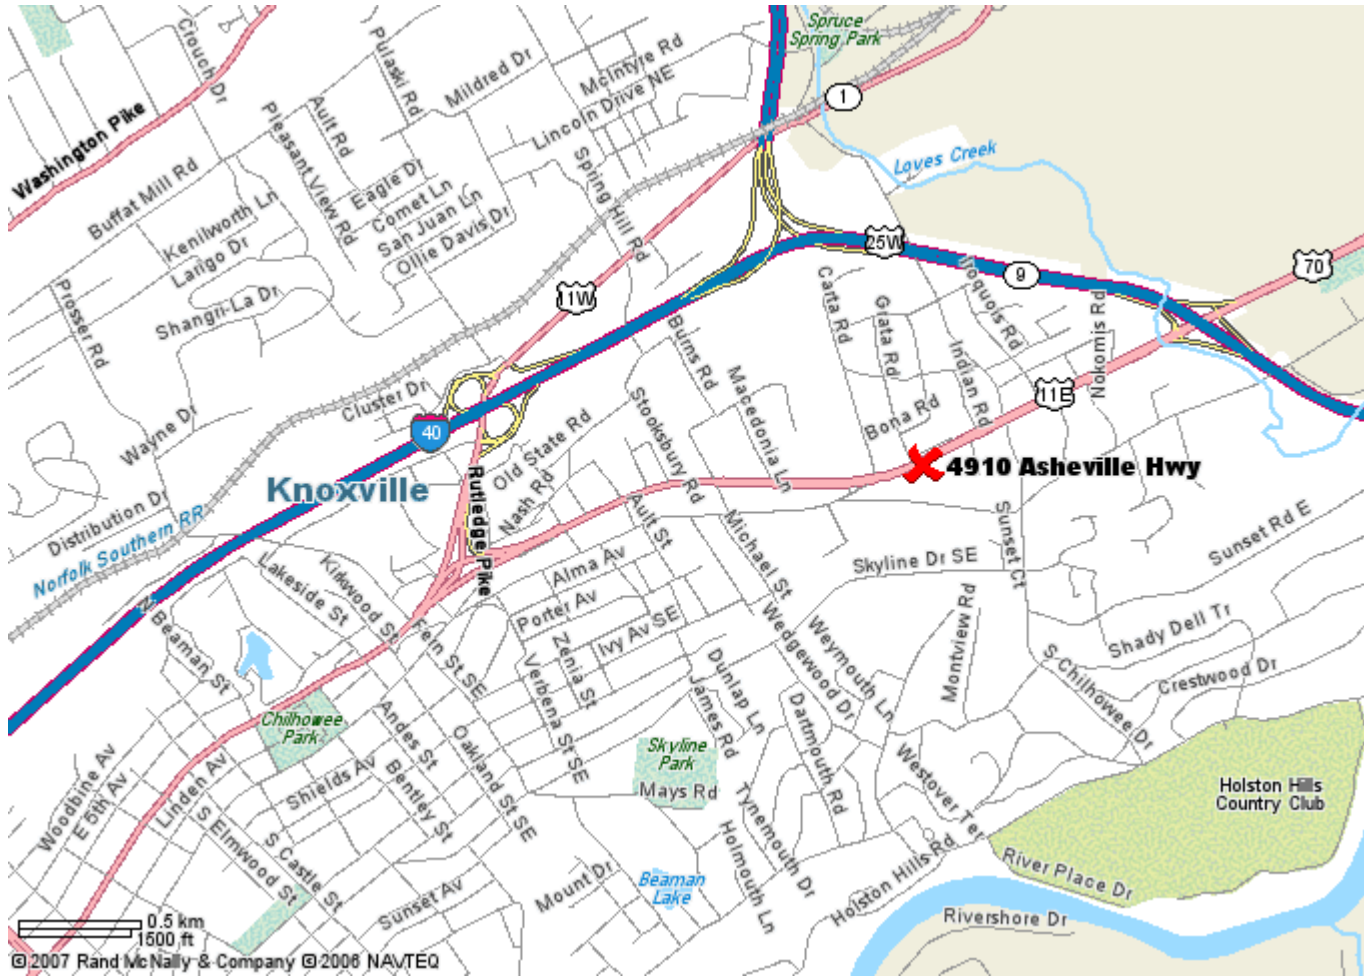 Spruce
Spring Park
Crouch Dr
Pulaski Rd
Mildred Dr
McIntyre Rd
Lincoln Drive NE
1
Washington Pike
Ault Rd
Pleasant View Rd
Loves Creek
Buffat Mill Rd
Eagle Dr
Comet Ln
San Juan Ln
Ollie Davis Dr
Spring Hill Rd
Kenilworth Ln
Larigo Dr
25W
9
70
Prosser Rd
Shangri-La Dr
11W
Carta Rd
Grata Rd
Iroquois Rd
Nokomis Rd
Burns Rd
Macedonia Ln
Indian Rd
11E
Cluster Dr
Wayne Dr
40
Stooksbury Rd
Bona Rd
Old State Rd
4910 Asheville Hwy
Knoxville
Rutledge Pike
Nash Rd
Distribution Dr
Norfolk Southern RR
Ault St
Michael St
Sunset Ct
Sunset Rd E
Skyline Dr SE
Lakeside St
Kirkwood St
Alma Av
Porter Av
Ivy Av SE
N Beaman St
Fern St SE
Zenia St
Verbena St SE
Wedgewood Dr
Weymouth Ln
Montview Rd
Shady Dell Tr
S Chilhowee Dr
Crestwood Dr
Dunlap Ln
James Rd
Dartmouth Rd
Chilhowee
Park
Andes St
Oakland St SE
Skyline
Park
Mays Rd
Westover Ter
Holston Hills
Country Club
Woodbine Av
E 5th Av
Linden Av
Shields Av
Bentley St
S Elmwood St
S Castle St
Sunset Av
Mount Dr
Beaman
Lake
Tynemouth Dr
Holmouth Ln
Holston Hills Rd
River Place Dr
Rivershore Dr
0.5 km
1500 ft
© 2007 Rand McNally & Company © 2006 NAVTEQ